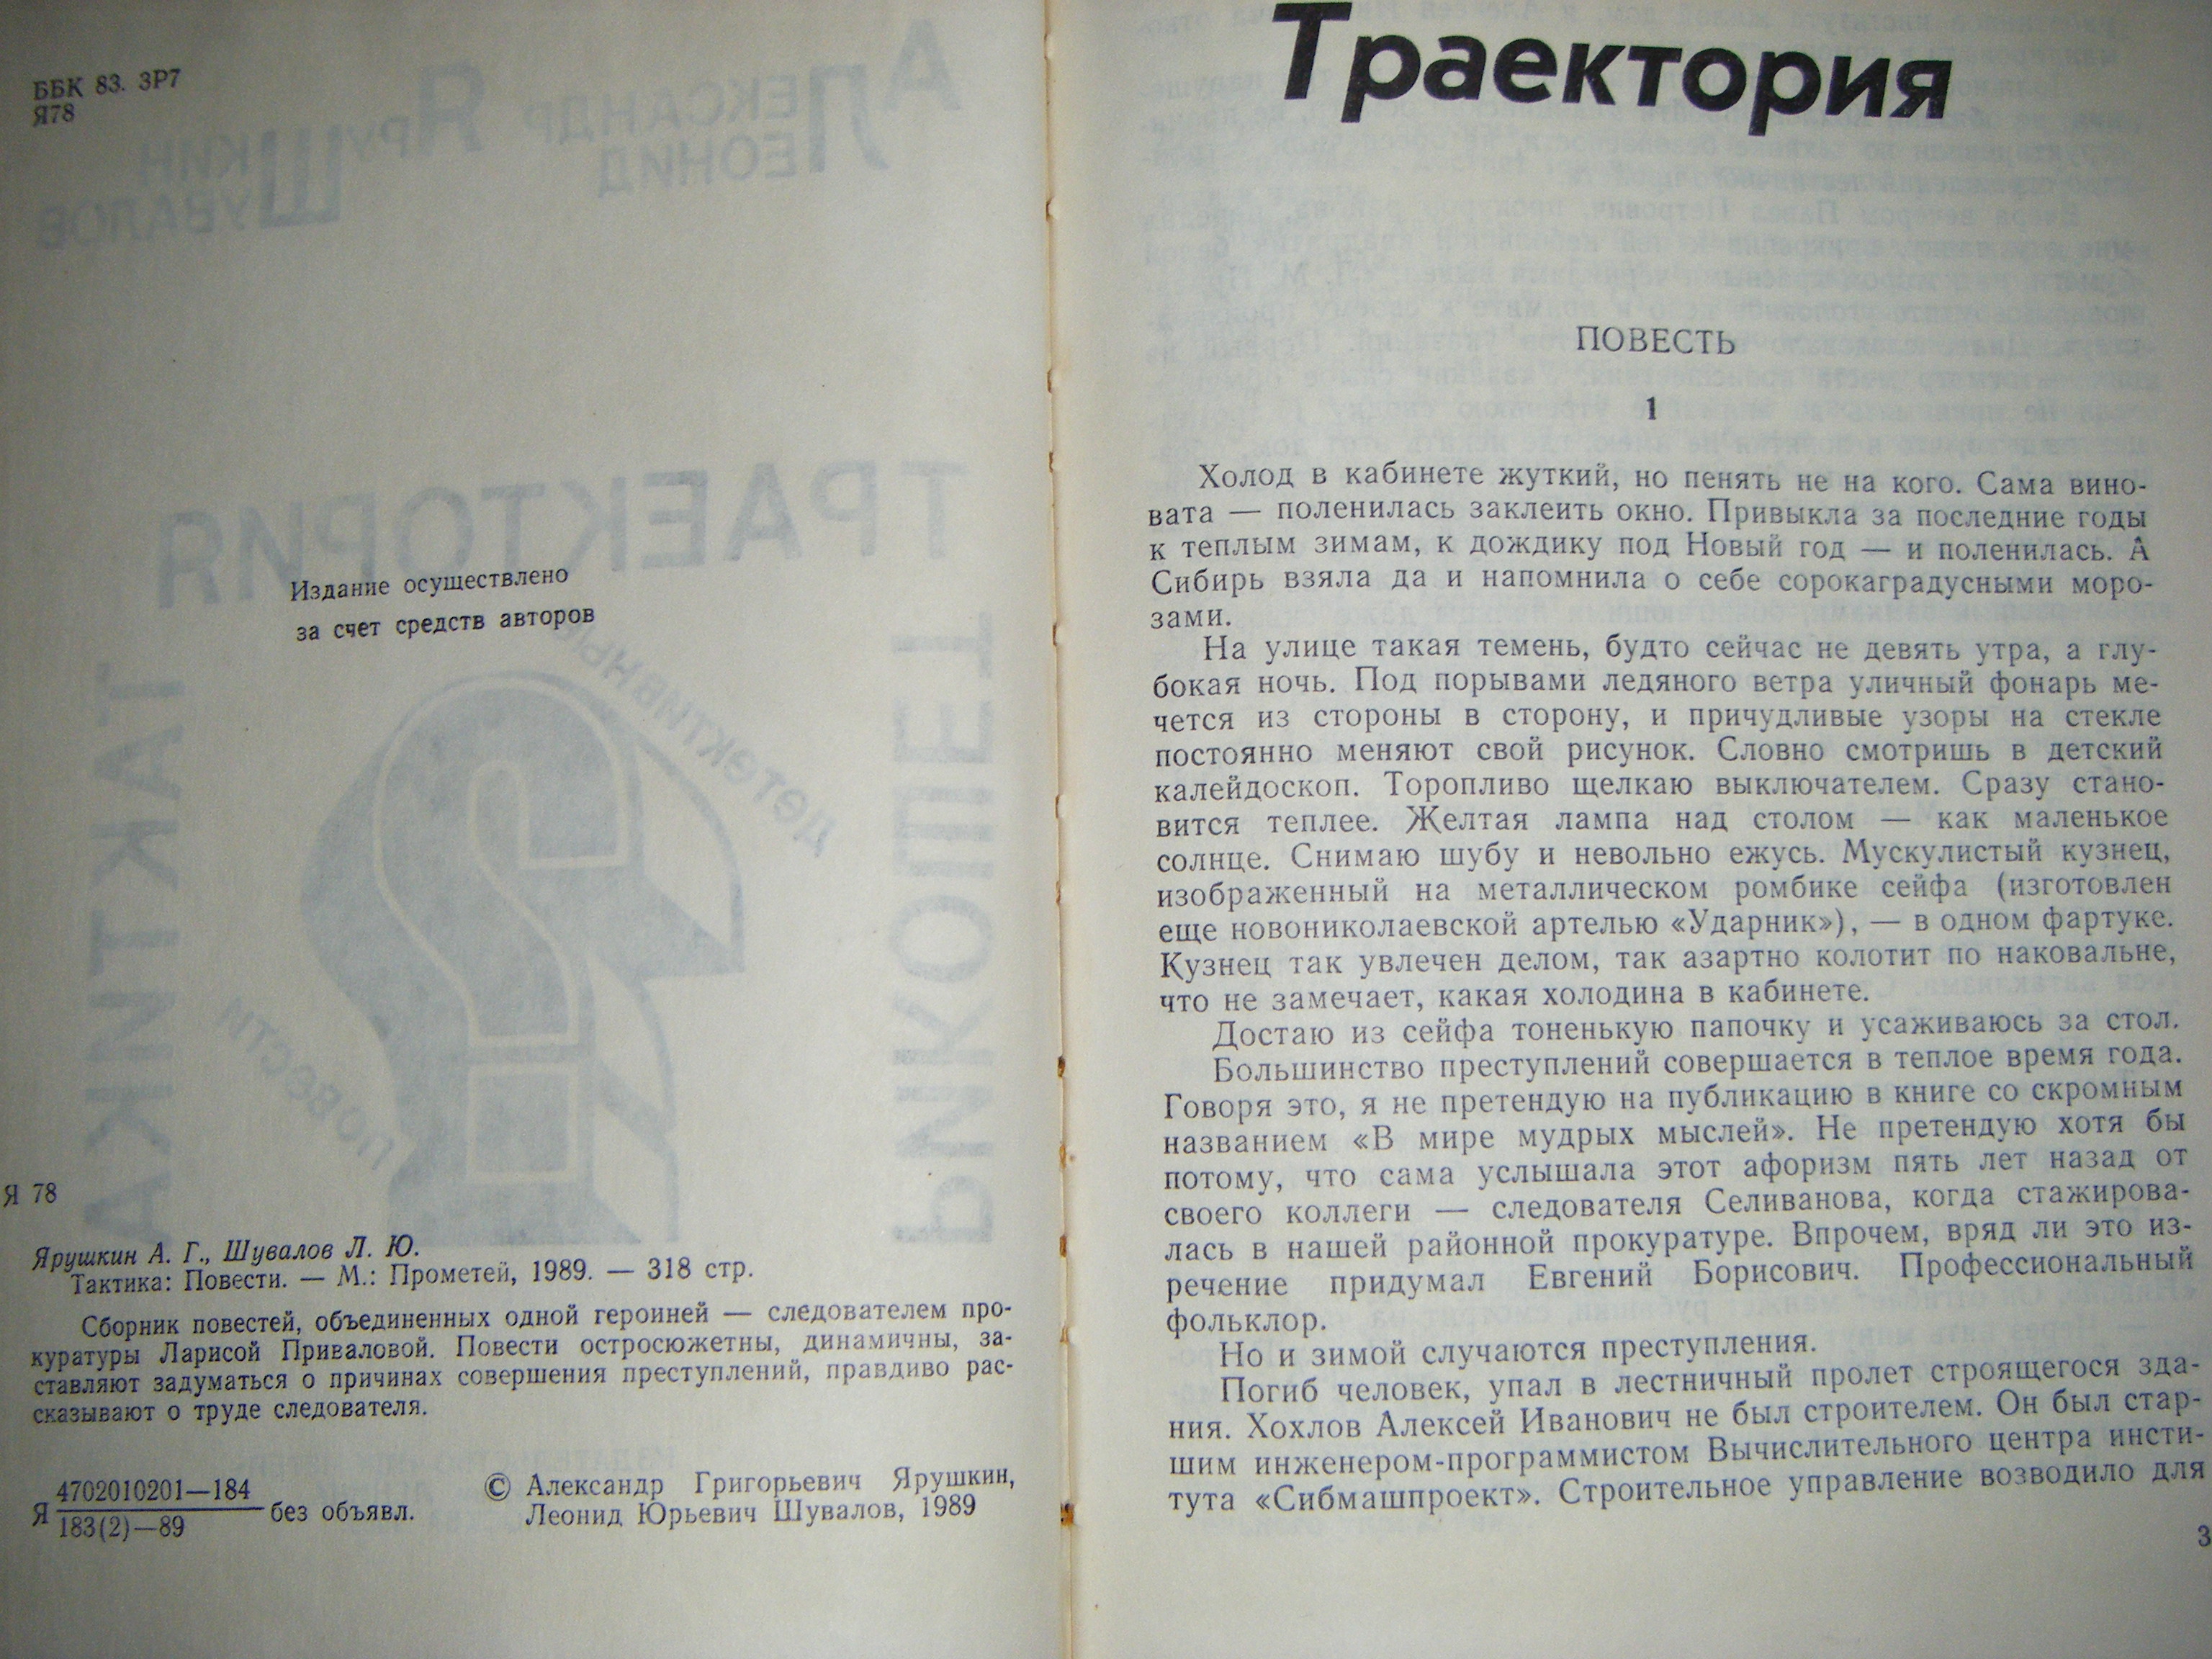 ББК 83. 3Р7
Я78
Издание осуществлено
за счет средств авторов
Я 78
Ярушкин А. Г., Шувалов Л. Ю.
Тактика: Повести. — М.: Прометей, 1989. — 318 стр.
Сборник повестей, объединенных одной героиней — следователем про-
куратуры Ларисой Приваловой. Повести остросюжетны, динамичны, за-
ставляют задуматься о причинах совершения преступлений, правдиво рас-
сказывают о труде следователя.
Я 4702010201—184
183(2)—89 без объявл.
© Александр Григорьевич Ярушкин,
Леонид Юрьевич Шувалов, 1989
Траектория
ПОВЕСТЬ
1
Холод в кабинете жуткий, но пенять не на кого. Сама вино-
вата — поленилась заклеить окно. Привыкла за последние годы
к теплым зимам, к дождику под Новый год — и поленилась. А
Сибирь взяла да и напомнила о себе сорокаградусными моро-
зами.
На улице такая темень, будто сейчас не девять утра, а глу-
бокая ночь. Под порывами ледяного ветра уличный фонарь ме-
чется из стороны в сторону, и причудливые узоры на стекле
постоянно меняют свой рисунок. Словно смотришь в детский
калейдоскоп. Торопливо щелкаю выключателем. Сразу стано-
вится теплее. Желтая лампа над столом — как маленькое
солнце. Снимаю шубу и невольно ежусь. Мускулистый кузнец,
изображенный на металлическом ромбике сейфа (изготовлен
еще новониколаевской артелью «Ударник»), — в одном фартуке.
Кузнец так увлечен делом, так азартно колотит по наковальне,
что не замечает, какая холодина в кабинете.
Достаю из сейфа тоненькую папочку и усаживаюсь за стол.
Большинство преступлений совершается в теплое время года.
Говоря это, я не претендую на публикацию в книге со скромным
названием «В мире мудрых мыслей». Не претендую хотя бы
потому, что сама услышала этот афоризм пять лет назад от
своего коллеги — следователя Селиванова, когда стажирова-
лась в нашей районной прокуратуре. Впрочем, вряд ли это из-
речение придумал Евгений Борисович. Профессиональный
фольклор.
Но и зимой случаются преступления.
Погиб человек, упал в лестничный пролет строящегося зда-
ния. Хохлов Алексей Иванович не был строителем. Он был стар-
шим инженером-программистом Вычислительного центра инсти-
тута «Сибмашпроект». Строительное управление возводило для
3